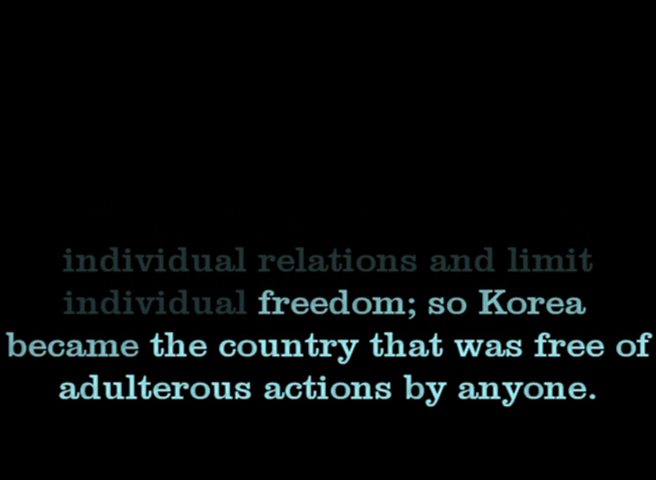 individual relations and limit
individual freedom; so Korea
became the country that was free of
adulterous actions by anyone.